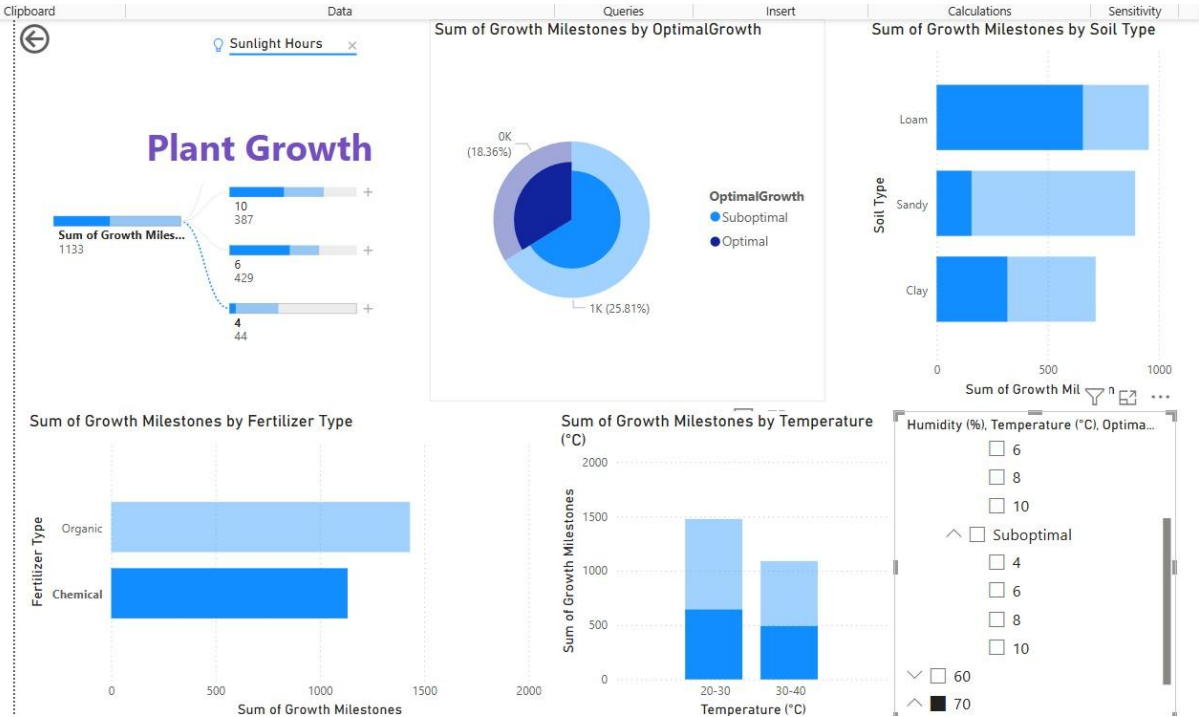 Clipboard
Data
Queries
Insert
Calculations
Sensitivity
Sunlight Hours
Plant Growth
Sum of Growth Miles...
1133
10
387
6
429
4
44
Sum of Growth Milestones by OptimalGrowth
0K
(18.36%)
1K (25.81%)
OptimalGrowth
Suboptimal
Optimal
Sum of Growth Milestones by Soil Type
Soil Type
Loam
Sandy
Clay
0
500
1000
Sum of Growth Mil
n
Sum of Growth Milestones by Fertilizer Type
Fertilizer Type
Organic
Chemical
0
500
1000
1500
2000
Sum of Growth Milestones
Sum of Growth Milestones by Temperature
(°C)
Sum of Growth Milestones
2000
1500
1000
500
0
20-30
30-40
Temperature (°C)
Humidity (%), Temperature (°C), Optima...
6
8
10
Suboptimal
4
6
8
10
60
70